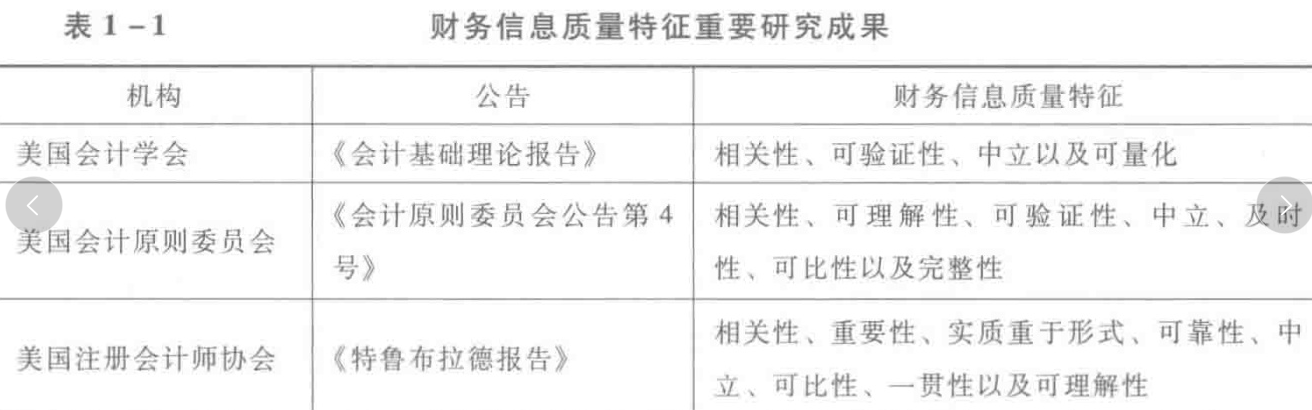 表 1-1 财务信息质量特征重要研究成果
机构 公告 财务信息质量特征
美国会计学会 《会计基础理论报告》 相关性、可验证性、中立以及可量化
美国会计原则委员会 《会计原则委员会公告第 4
号》
相关性、可理解性、可验证性、中立、及时
性、可比性以及完整性
美国注册会计师协会 《特鲁布拉德报告》
相关性、重要性、实质重于形式、可靠性、中
立、可比性、一贯性以及可理解性